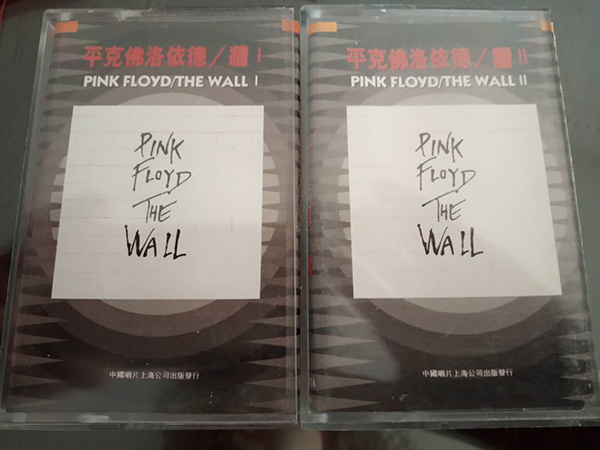 平克佛洛依德／牆 I
PINK FLOYD/THE WALL I
PINK
FLOYD
THE
WALL
中國唱片上海公司出版發行
平克佛洛依德／牆 II
PINK FLOYD/THE WALL II
PINK
FLOYD
THE
WALL
中國唱片上海公司出版發行